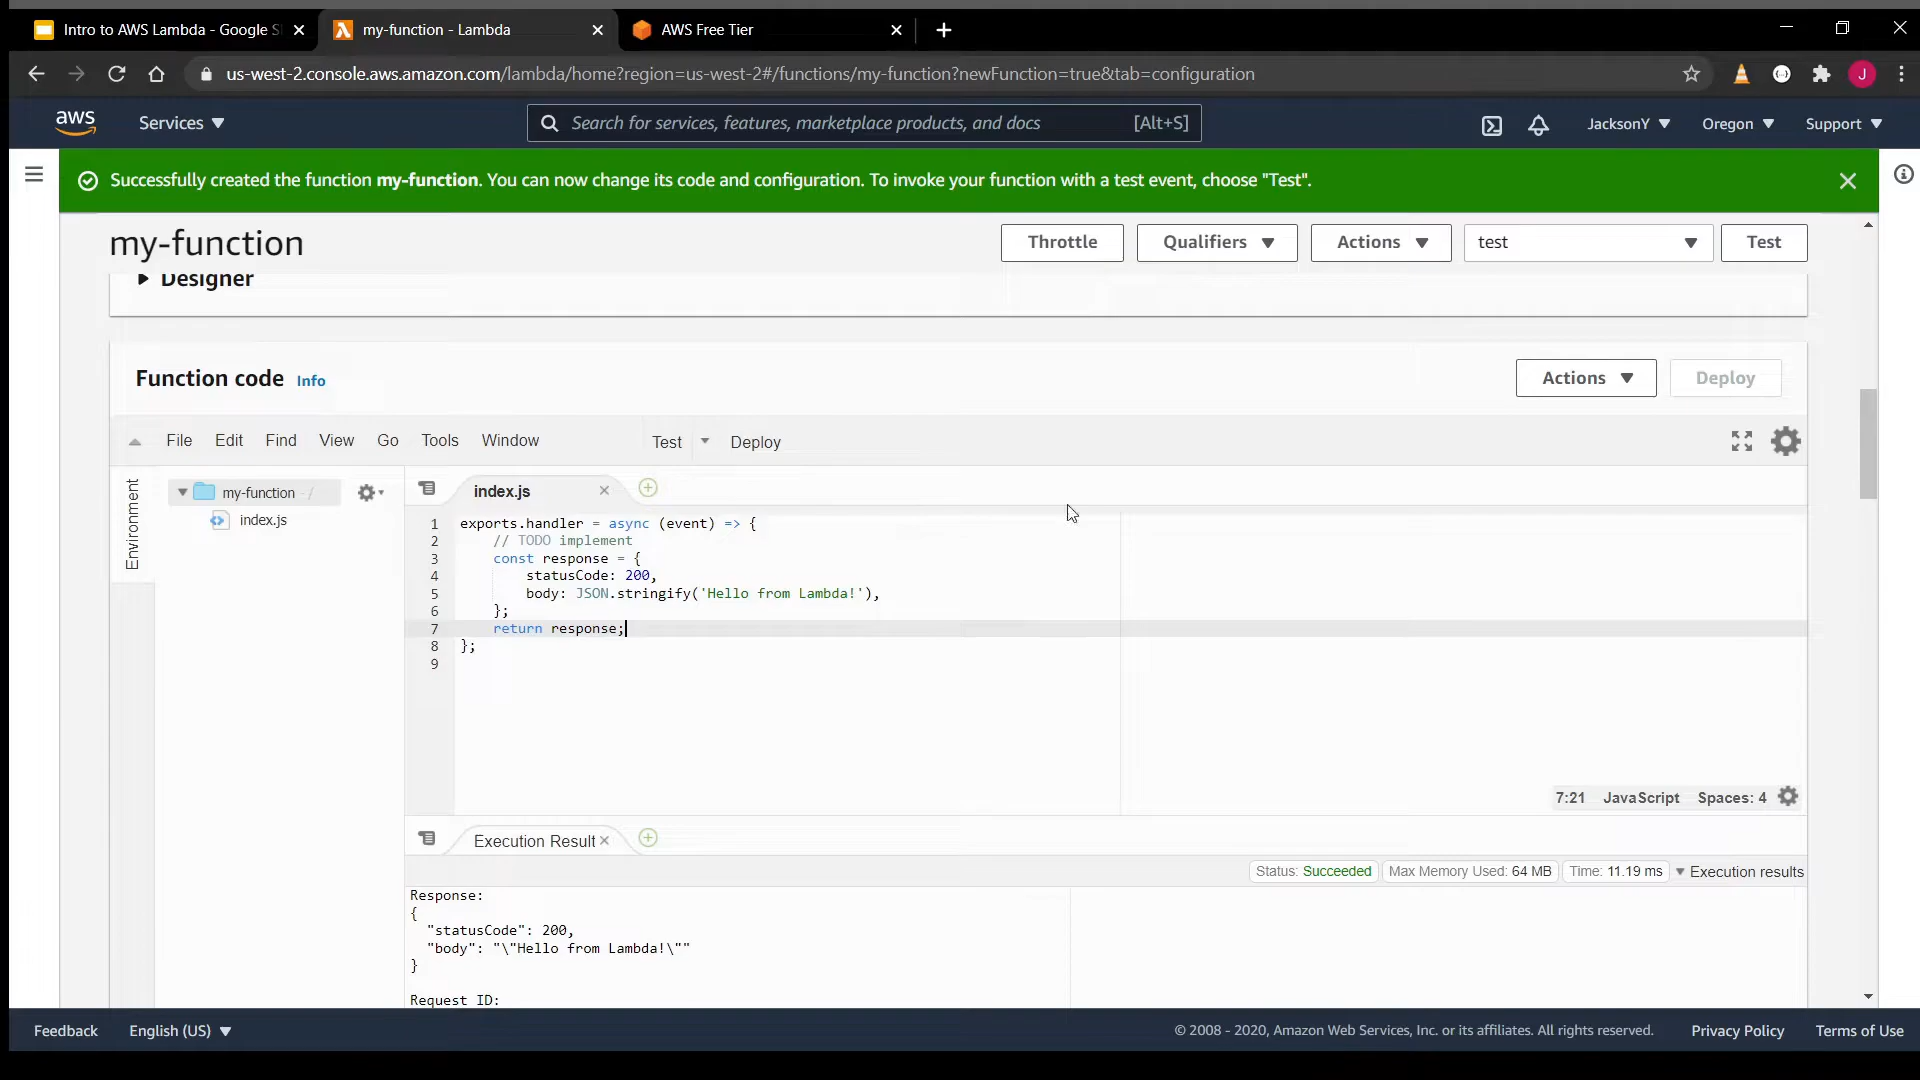 Intro to AWS Lambda - Google S
my-function - Lambda
AWS Free Tier
us-west-2.console.aws.amazon.com/lambda/home?region=us-west-2#/functions/my-function?newFunction=true&tab=configuration
J
aws
Services
Search for services, features, marketplace products, and docs
[Alt+S]
JacksonY
Oregon
Support
Successfully created the function my-function. You can now change its code and configuration. To invoke your function with a test event, choose "Test".
my-function
Throttle
Qualifiers
Actions
test
Test
Designer
Function code
Info
Actions
Deploy
File
Edit
Find
View
Go
Tools
Window
Test
Deploy
Environment
my-function - /
index.js
index.js
1 exports.handler = async (event) => {
2     // TODO implement
3     const response = {
4         statusCode: 200,
5         body: JSON.stringify('Hello from Lambda!'),
6     };
7     return response;
8 };
9
7:21
JavaScript
Spaces: 4
Execution Result
Status: Succeeded
Max Memory Used: 64 MB
Time: 11.19 ms
Execution results
Response:
{
  "statusCode": 200,
  "body": "\"Hello from Lambda!\""
}
Request ID:
Feedback
English (US)
© 2008 - 2020, Amazon Web Services, Inc. or its affiliates. All rights reserved.
Privacy Policy
Terms of Use